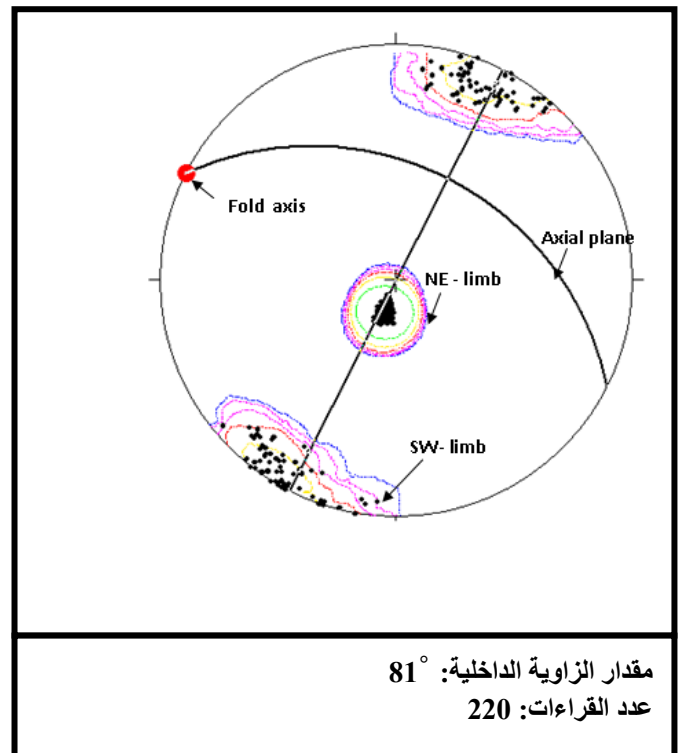 Fold axis
Axial plane
NE - limb
SW- limb
مقدار الزاوية الداخلية: 81°
عدد القراءات: 220